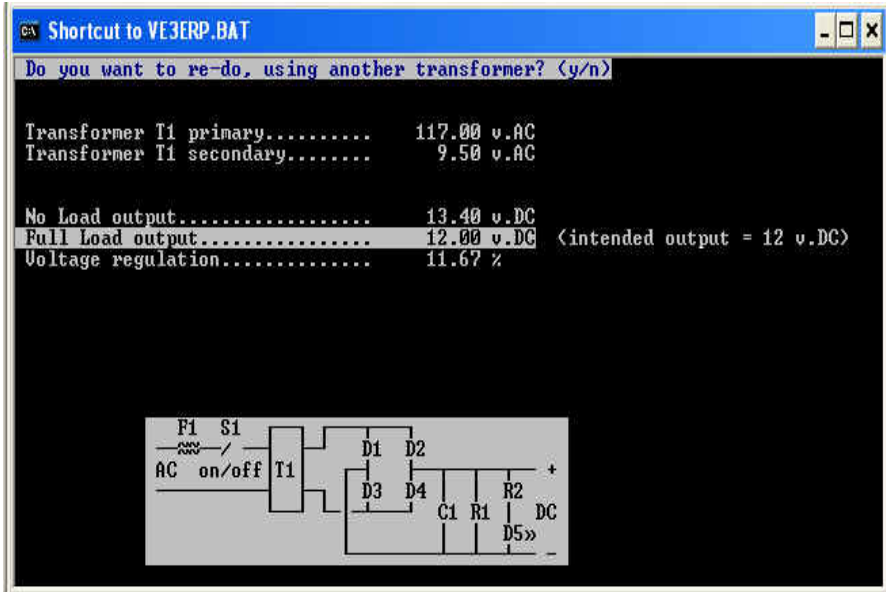 Shortcut to VE3ERP.BAT
Do you want to re-do, using another transformer? (y/n)
Transformer T1 primary.......... 117.00 v.AC
Transformer T1 secondary........ 9.50 v.AC
No Load output.................. 13.40 v.DC
Full Load output................ 12.00 v.DC (intended output = 12 v.DC)
Voltage regulation.............. 11.67 %
F1 S1
D1 D2
AC on/off T1
+
D3 D4 R2
C1 R1 DC
D5»
-